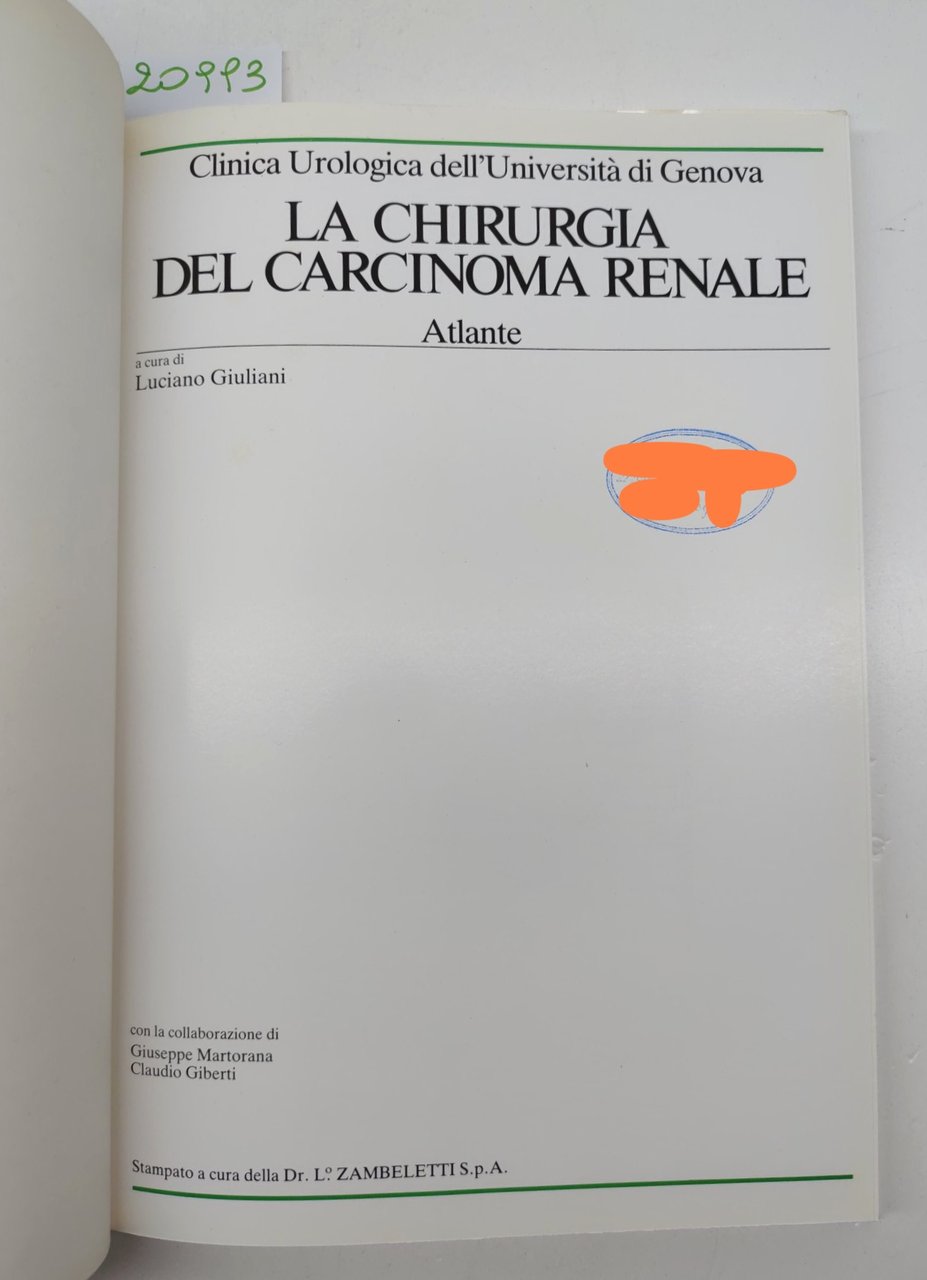 20993
Clinica Urologica dell'Università di Genova
LA CHIRURGIA
DEL CARCINOMA RENALE
Atlante
a cura di
Luciano Giuliani
con la collaborazione di
Giuseppe Martorana
Claudio Giberti
Stampato a cura della Dr. L.º ZAMBELETTI S.p.A.